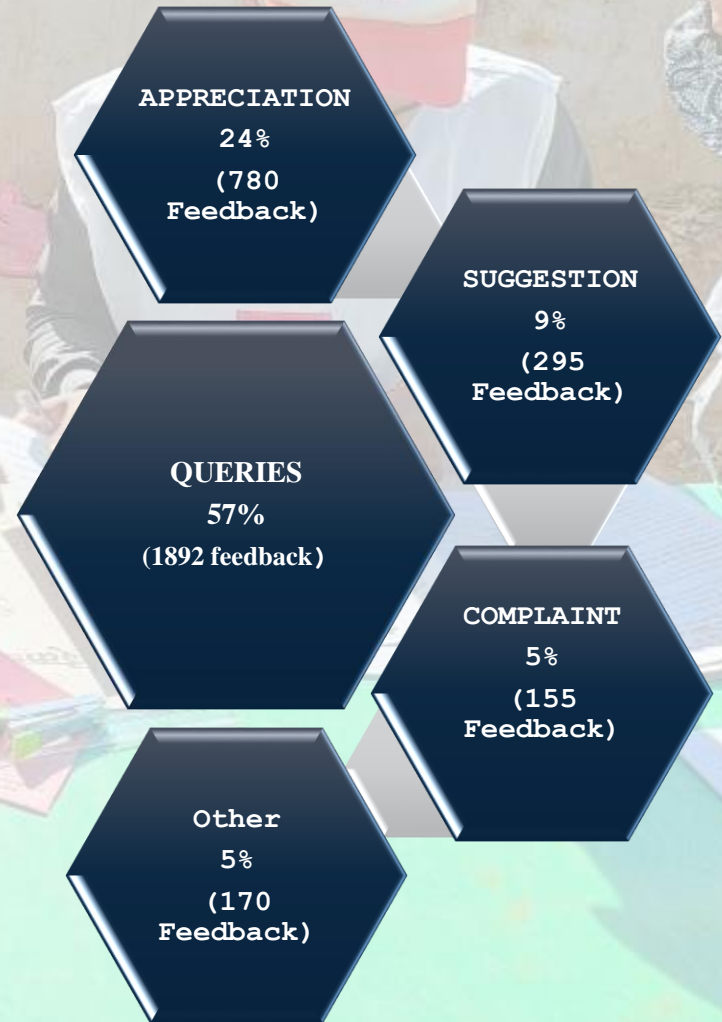 APPRECIATION
24%
(780
Feedback)
SUGGESTION
9%
(295
Feedback)
QUERIES
57%
(1892 feedback)
COMPLAINT
5%
(155
Feedback)
Other
5%
(170
Feedback)